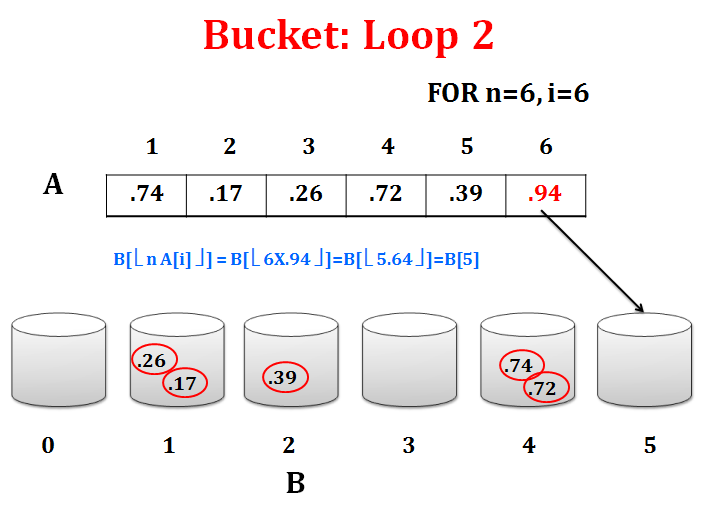 Bucket: Loop 2
FOR n=6, i=6
1 2 3 4 5 6
A .74 .17 .26 .72 .39 .94
B[⌊ n A[i] ⌋] = B[⌊ 6X.94 ⌋]=B[⌊ 5.64 ⌋]=B[5]
.26 .17 .39 .74 .72
0 1 2 3 4 5
B